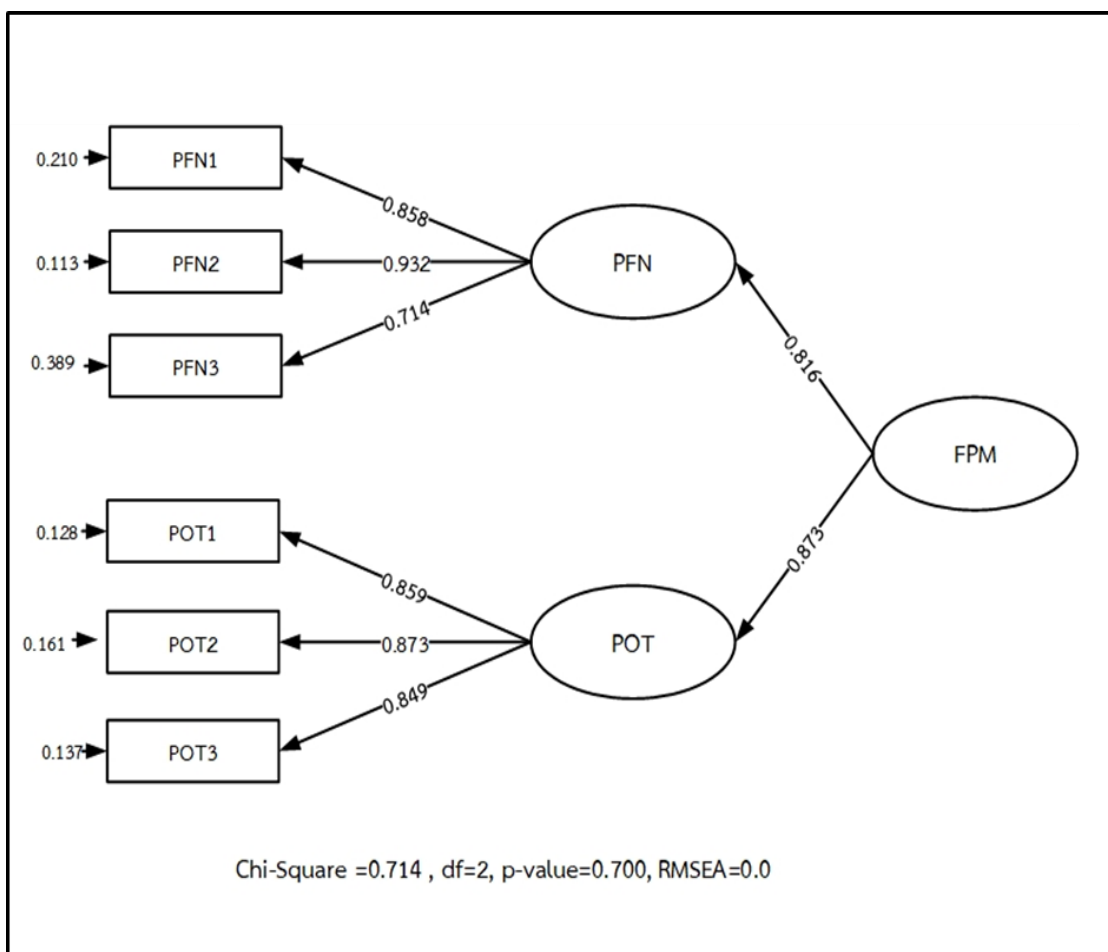 0.210 PFN1
0.858
0.113 PFN2 0.932 PFN
0.714
0.389 PFN3
0.816
FPM
0.128 POT1
0.873
0.859
0.161 POT2 0.873 POT
0.849
0.137 POT3
Chi-Square =0.714 , df=2, p-value=0.700, RMSEA=0.0